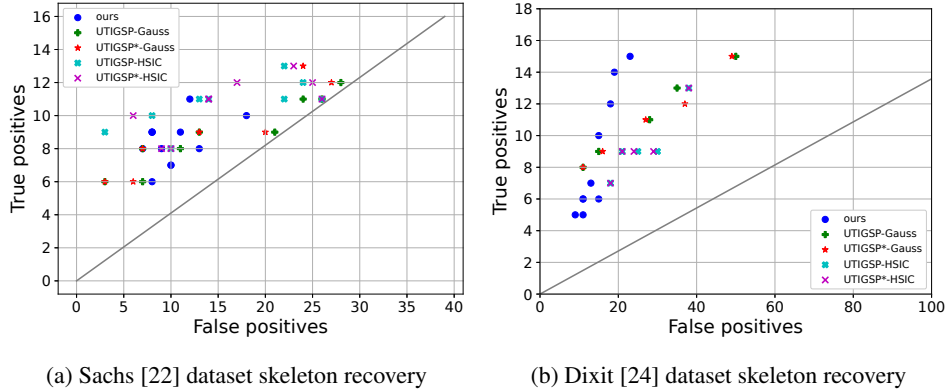 16
14
12
10
8
6
4
2
0
True positives
0
5
10
15
20
25
30
35
40
False positives
ours
UTIGSP-Gauss
UTIGSP*-Gauss
UTIGSP-HSIC
UTIGSP*-HSIC
(a) Sachs [22] dataset skeleton recovery
18
16
14
12
10
8
6
4
2
0
True positives
0
20
40
60
80
100
False positives
ours
UTIGSP-Gauss
UTIGSP*-Gauss
UTIGSP-HSIC
UTIGSP*-HSIC
(b) Dixit [24] dataset skeleton recovery